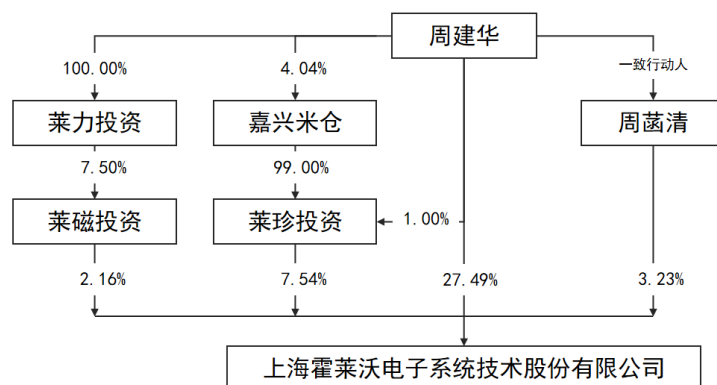 周建华
100.00%
4.04%
一致行动人
莱力投资
嘉兴米仓
周菡清
7.50%
99.00%
莱磁投资
莱珍投资
1.00%
2.16%
7.54%
27.49%
3.23%
上海霍莱沃电子系统技术股份有限公司